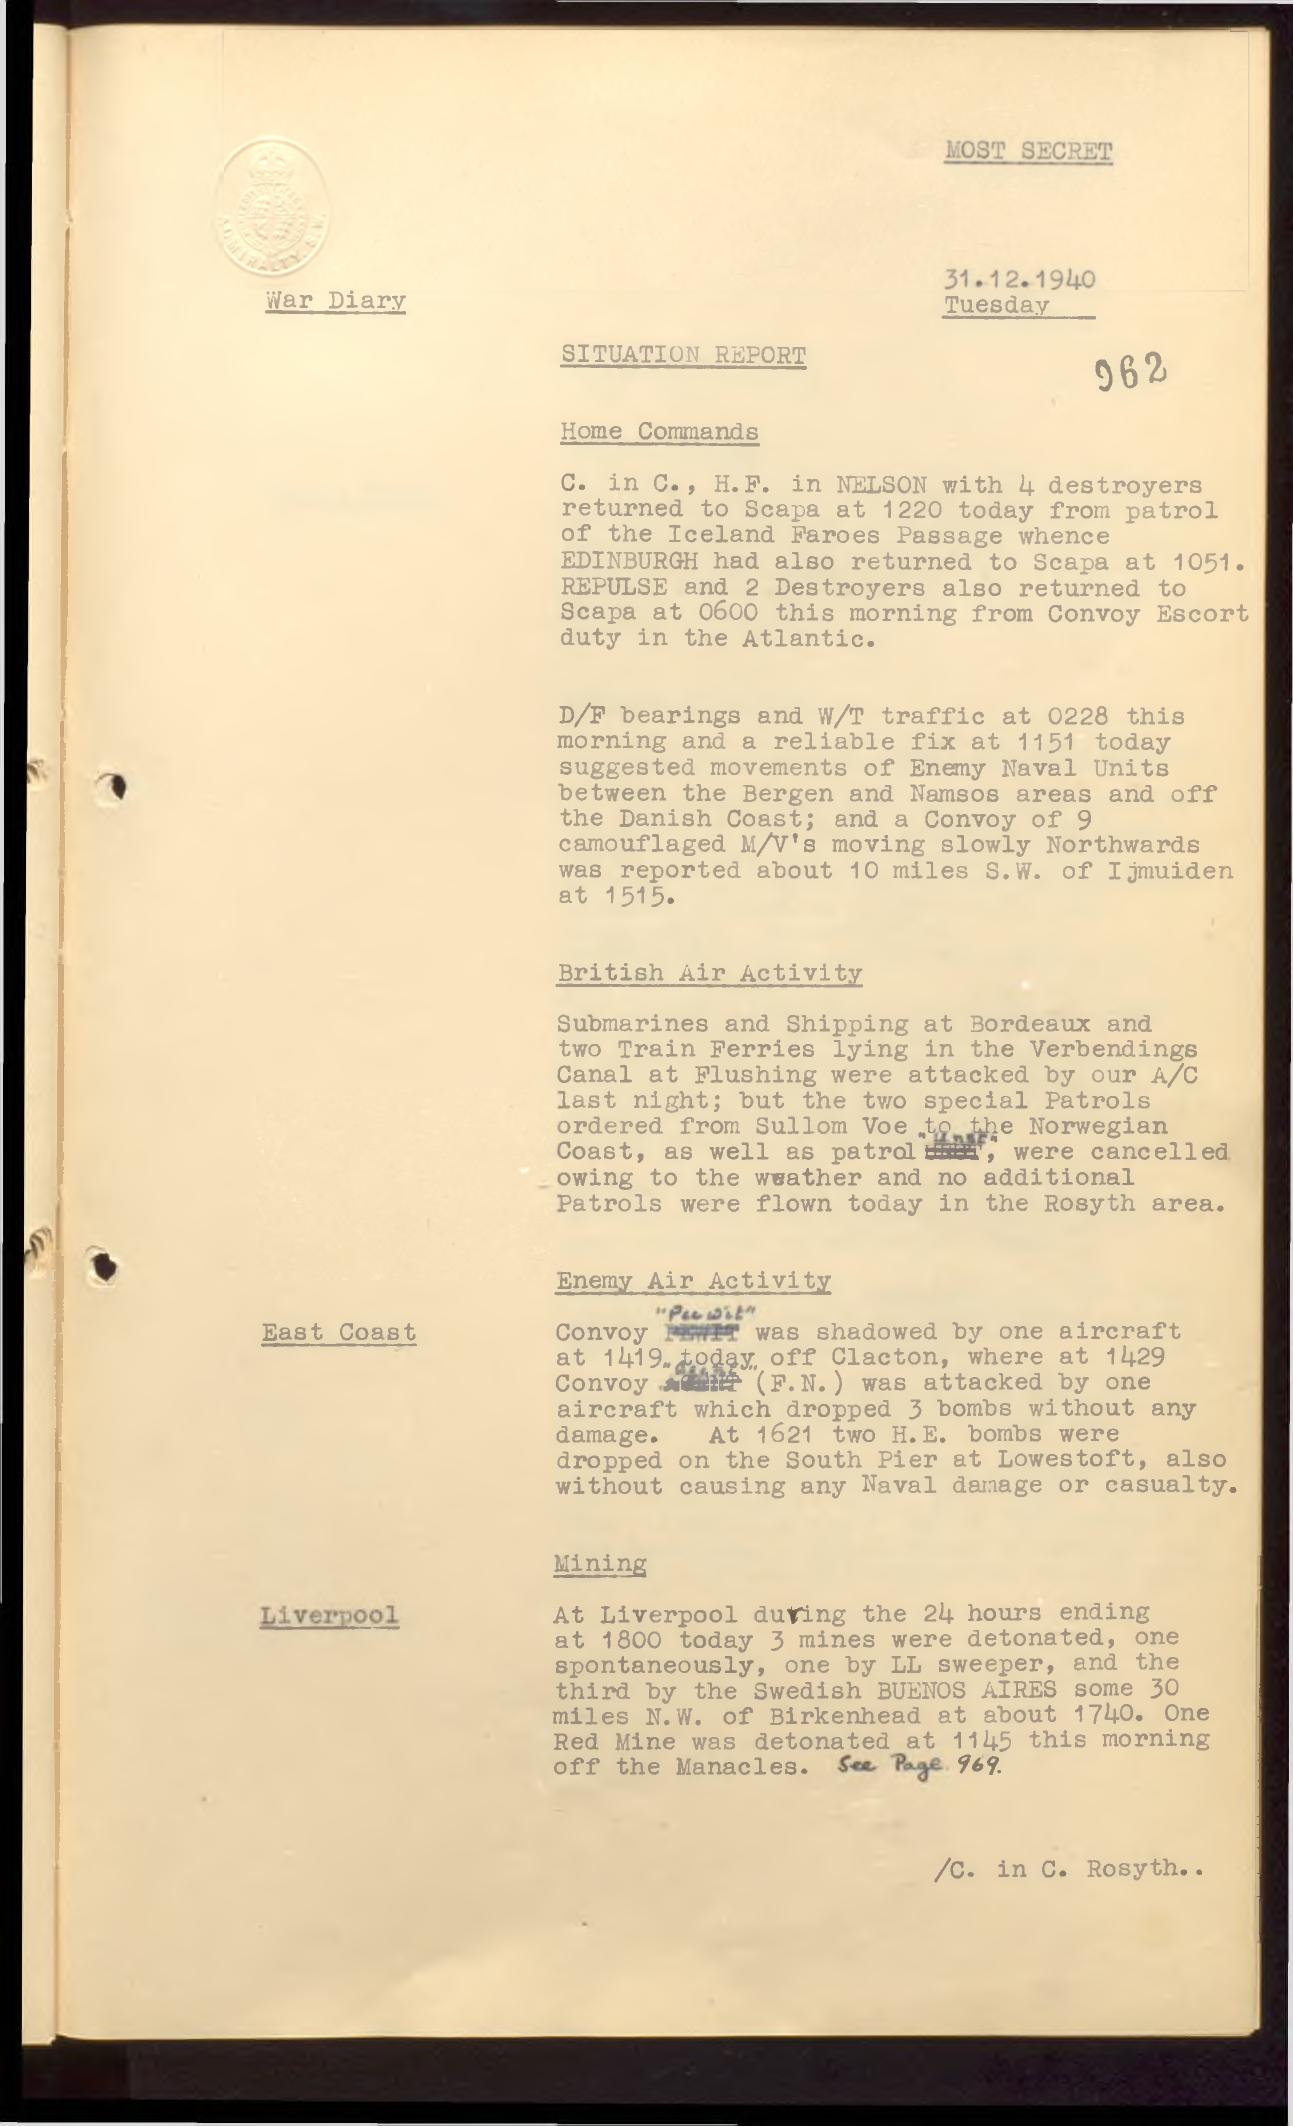 MOST SECRET
ADMIRALTY. S.W.
31.12.1940
War Diary
Tuesday
SITUATION REPORT
962
Home Commands
C. in C., H.F. in NELSON with 4 destroyers
returned to Scapa at 1220 today from patrol
of the Iceland Faroes Passage whence
EDINBURGH had also returned to Scapa at 1051.
REPULSE and 2 Destroyers also returned to
Scapa at 0600 this morning from Convoy Escort
duty in the Atlantic.
D/F bearings and W/T traffic at 0228 this
morning and a reliable fix at 1151 today
suggested movements of Enemy Naval Units
between the Bergen and Namsos areas and off
the Danish Coast; and a Convoy of 9
camouflaged M/V's moving slowly Northwards
was reported about 10 miles S.W. of Ijmuiden
at 1515.
British Air Activity
Submarines and Shipping at Bordeaux and
two Train Ferries lying in the Verbendings
Canal at Flushing were attacked by our A/C
last night; but the two special Patrols
ordered from Sullom Voe to the Norwegian
Coast, as well as patrol , were cancelled
owing to the weather and no additional
Patrols were flown today in the Rosyth area.
Enemy Air Activity
"Peewit"
East Coast
Convoy PEWIT was shadowed by one aircraft
at 1419 today off Clacton, where at 1429
Convoy (F.N.) was attacked by one
aircraft which dropped 3 bombs without any
damage. At 1621 two H.E. bombs were
dropped on the South Pier at Lowestoft, also
without causing any Naval damage or casualty.
Mining
Liverpool
At Liverpool during the 24 hours ending
at 1800 today 3 mines were detonated, one
spontaneously, one by LL sweeper, and the
third by the Swedish BUENOS AIRES some 30
miles N.W. of Birkenhead at about 1740. One
Red Mine was detonated at 1145 this morning
off the Manacles. See Page 969.
/C. in C. Rosyth..